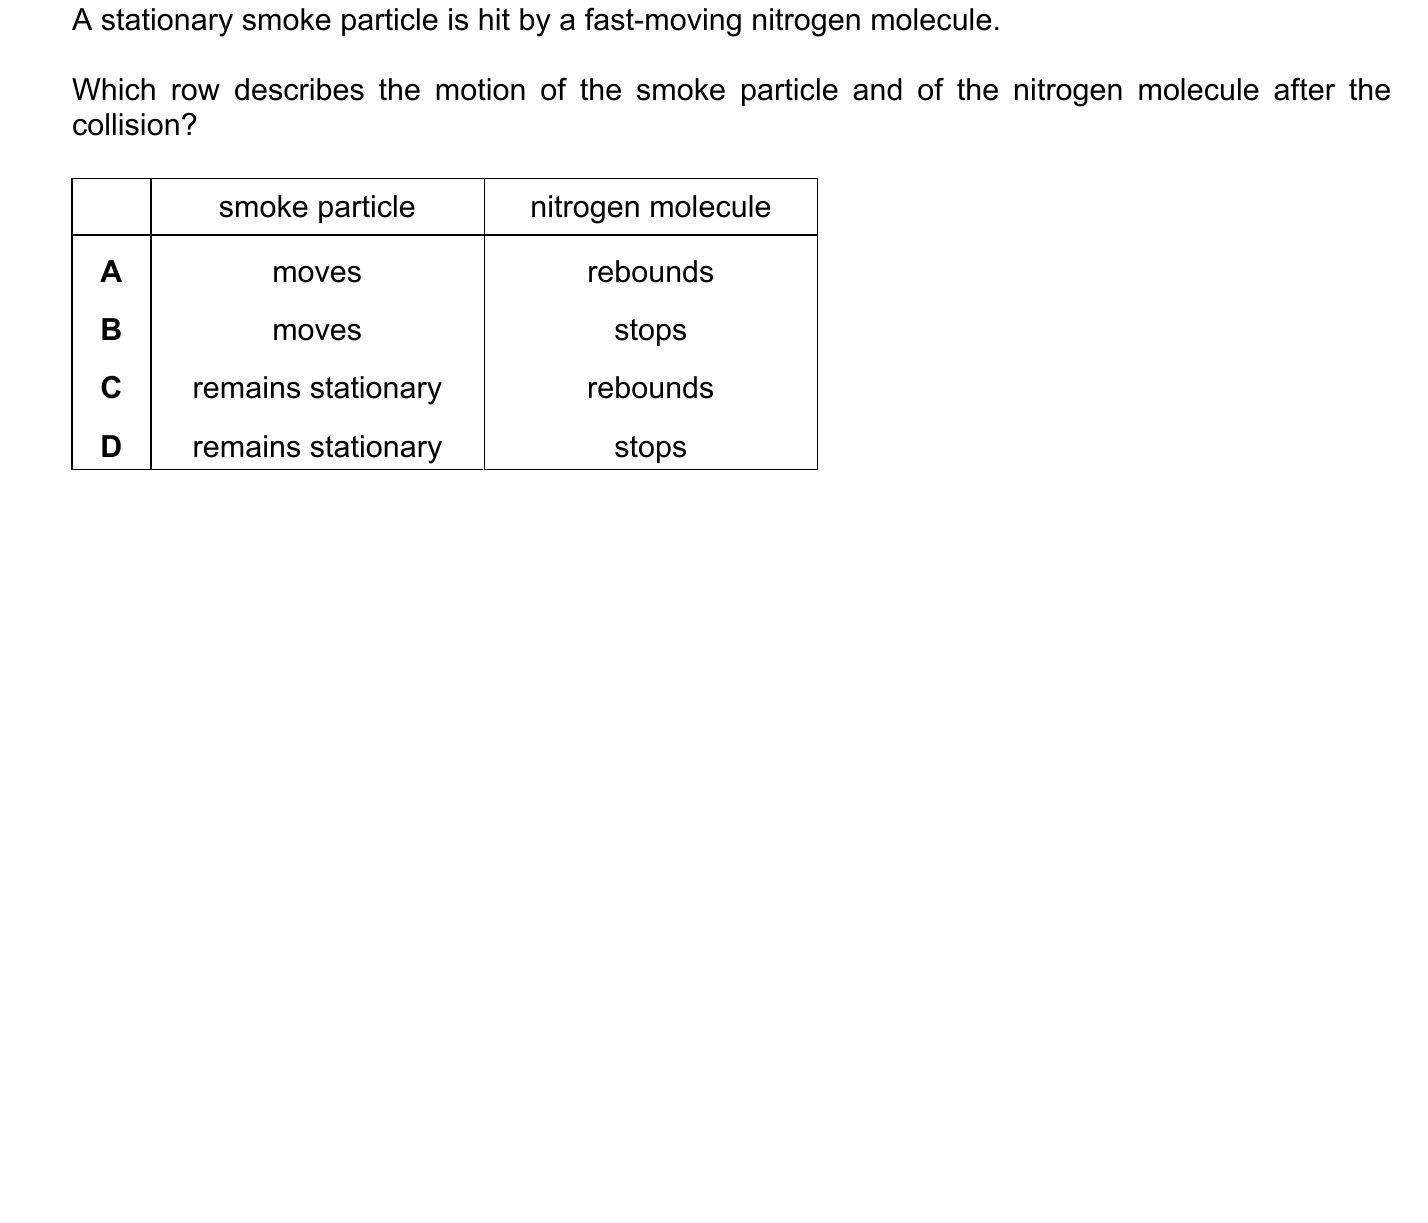 A stationary smoke particle is hit by a fast-moving nitrogen molecule.
Which row describes the motion of the smoke particle and of the nitrogen molecule after the
collision?
smoke particle nitrogen molecule
A moves rebounds
B moves stops
C remains stationary rebounds
D remains stationary stops